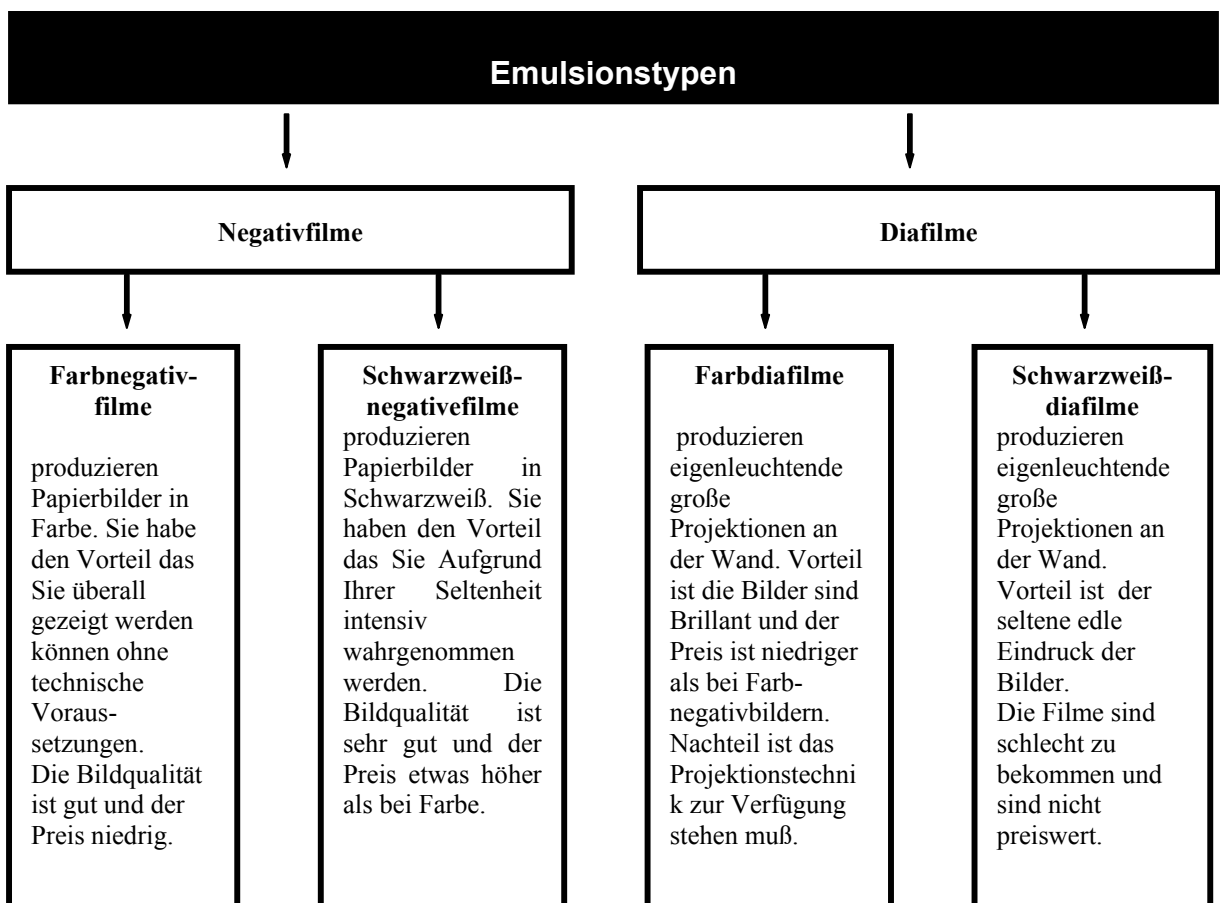 Emulsionstypen
Negativfilme
Diafilme
Farbnegativ-
filme
produzieren
Papierbilder in
Farbe. Sie habe
den Vorteil das
Sie überall
gezeigt werden
können ohne
technische
Voraus-
setzungen.
Die Bildqualität
ist gut und der
Preis niedrig.
Schwarzweiß-
negativefilme
produzieren
Papierbilder in
Schwarzweiß. Sie
haben den Vorteil
das Sie Aufgrund
Ihrer Seltenheit
intensiv
wahrgenommen
werden. Die
Bildqualität ist
sehr gut und der
Preis etwas höher
als bei Farbe.
Farbdiafilme
produzieren
eigenleuchtende
große
Projektionen an
der Wand. Vorteil
ist die Bilder sind
Brillant und der
Preis ist niedriger
als bei Farb-
negativbildern.
Nachteil ist das
Projektionstechni
k zur Verfügung
stehen muß.
Schwarzweiß-
diafilme
produzieren
eigenleuchtende
große
Projektionen an
der Wand.
Vorteil ist der
seltene edle
Eindruck der
Bilder.
Die Filme sind
schlecht zu
bekommen und
sind nicht
preiswert.